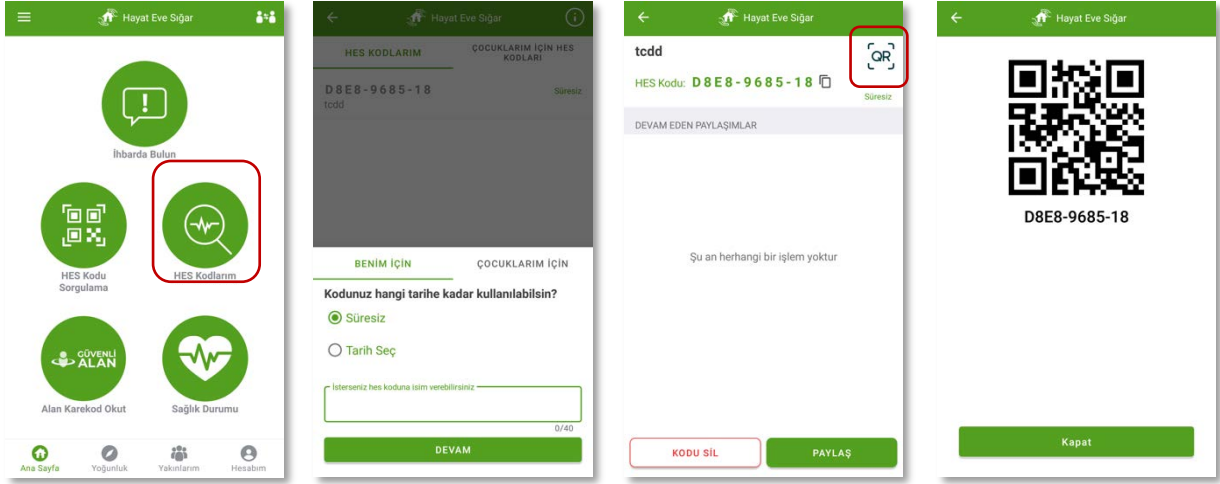 Hayat Eve Sığar
İhbarda Bulun
HES Kodu
Sorgulama
HES Kodlarım
GÜVENLİ
ALAN
Alan Karekod Okut
Sağlık Durumu
Ana Sayfa
Yoğunluk
Yakınlarım
Hesabım
Hayat Eve Sığar
HES KODLARIM
ÇOCUKLARIM İÇİN HES
KODLARI
D8E8-9685-18
Süresiz
tcdd
BENİM İÇİN
ÇOCUKLARIM İÇİN
Kodunuz hangi tarihe kadar kullanılabilsin?
Süresiz
Tarih Seç
İsterseniz hes koduna isim verebilirsiniz
0/40
DEVAM
Hayat Eve Sığar
tcdd
QR
HES Kodu: D8E8-9685-18
Süresiz
DEVAM EDEN PAYLAŞIMLAR
Şu an herhangi bir işlem yoktur
KODU SİL
PAYLAŞ
Hayat Eve Sığar
D8E8-9685-18
Kapat